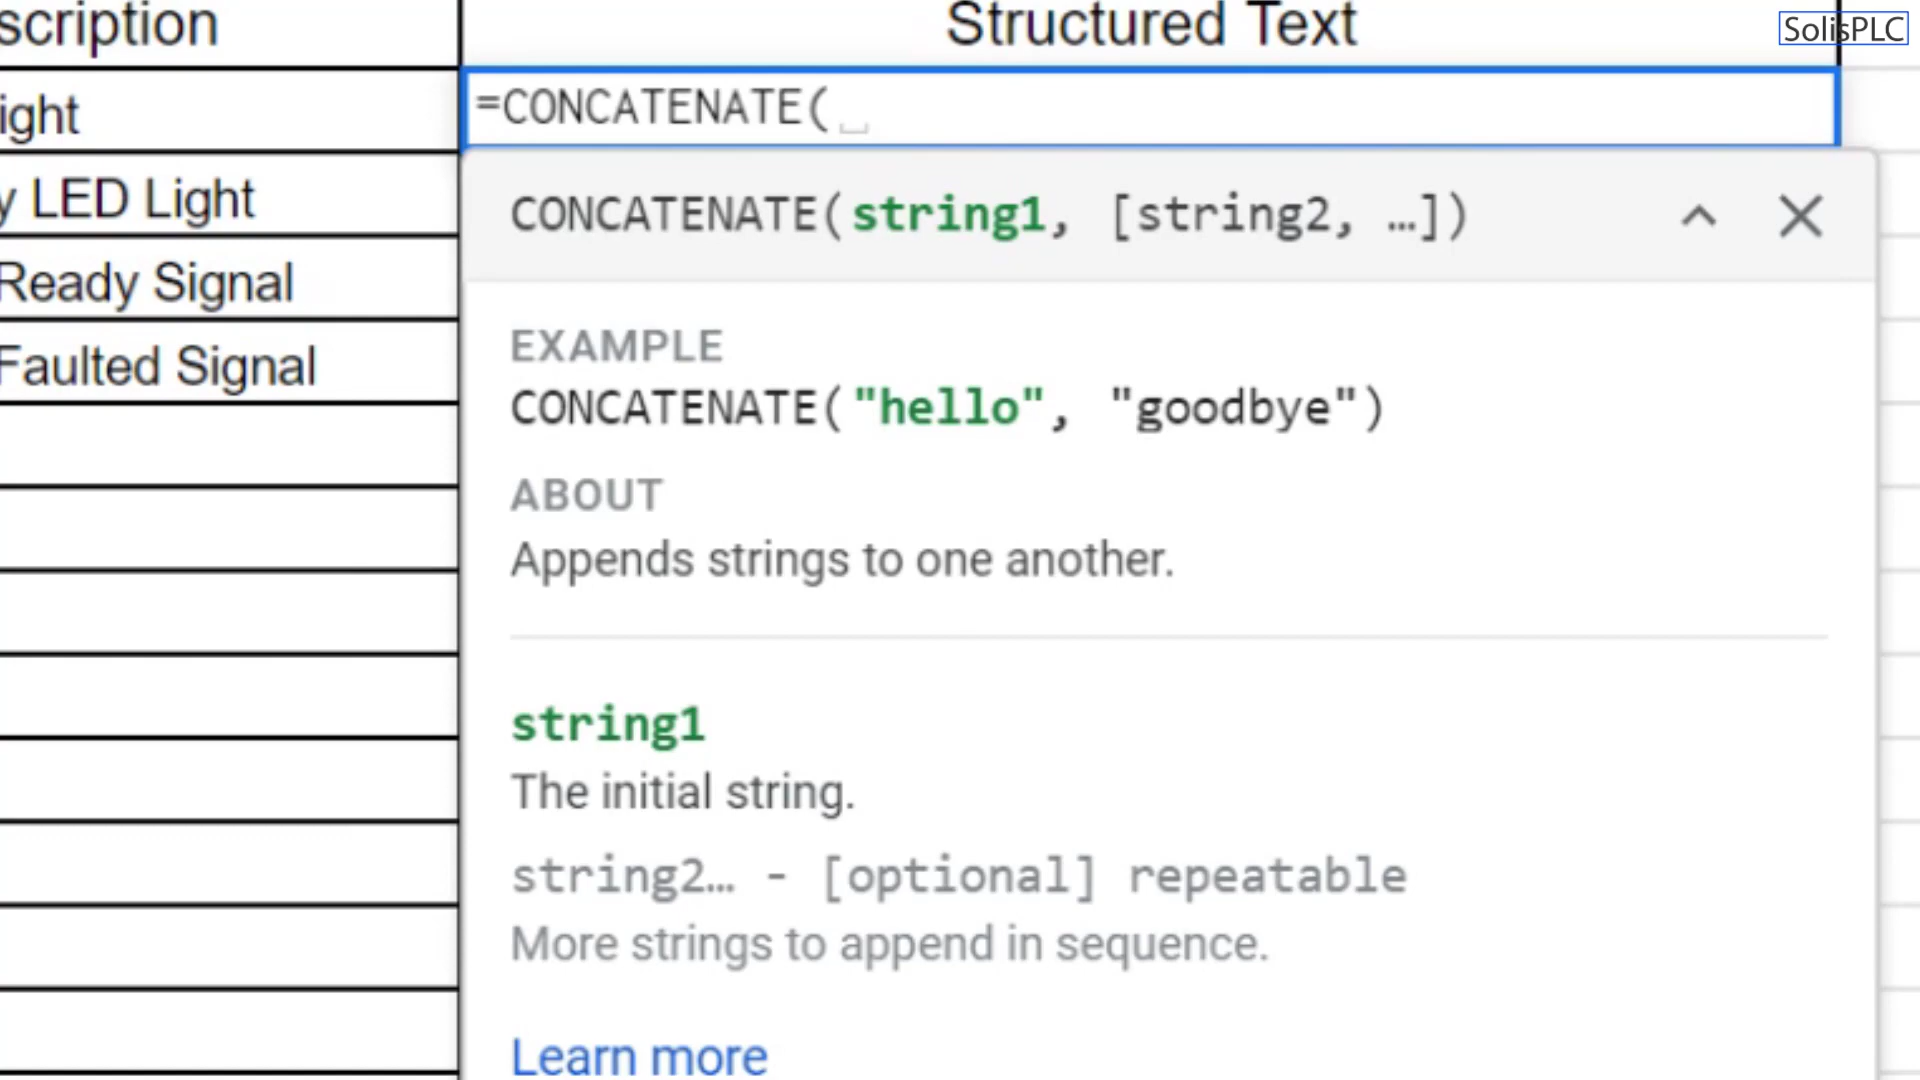 scription
Structured Text
SolisPLC
ight
=CONCATENATE(
y LED Light
CONCATENATE(string1, [string2, …])
Ready Signal
EXAMPLE
Faulted Signal
CONCATENATE("hello", "goodbye")
ABOUT
Appends strings to one another.
string1
The initial string.
string2… - [optional] repeatable
More strings to append in sequence.
Learn more